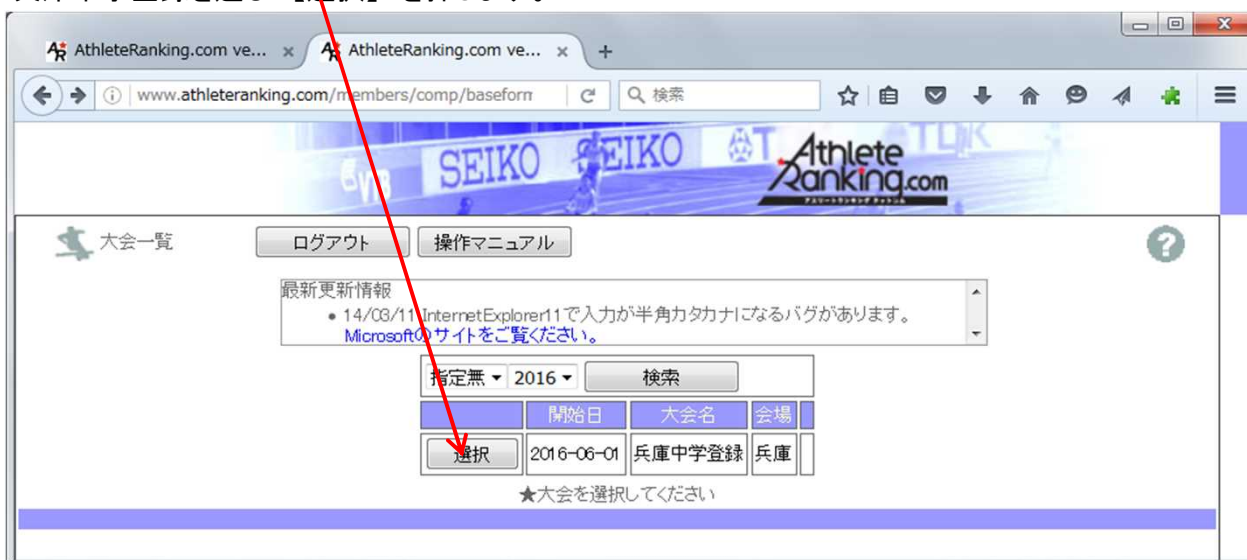 AthleteRanking.com ve... × AthleteRanking.com ve... × +
www.athleteranking.com/members/comp/baseform 検索
SEIKO SEIKO TDK
VTB
Athlete
Ranking.com
大会一覧 ログアウト 操作マニュアル ?
最新更新情報
• 14/03/11 InternetExplorer11で入力が半角カタカナになるバグがあります。
Microsoftのサイトをご覧ください。
指定無 2016 検索
開始日 大会名 会場
選択 2016-06-01 兵庫中学登録 兵庫
★大会を選択してください